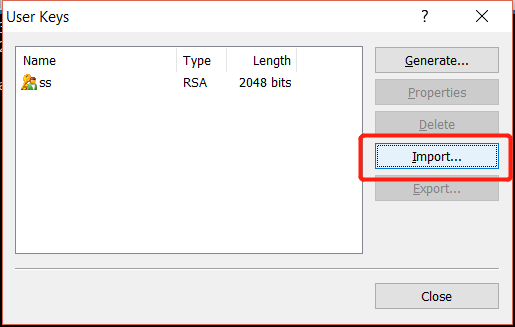 User Keys
?
Name Type Length
ss RSA 2048 bits
Generate...
Properties
Delete
Import...
Export...
Close